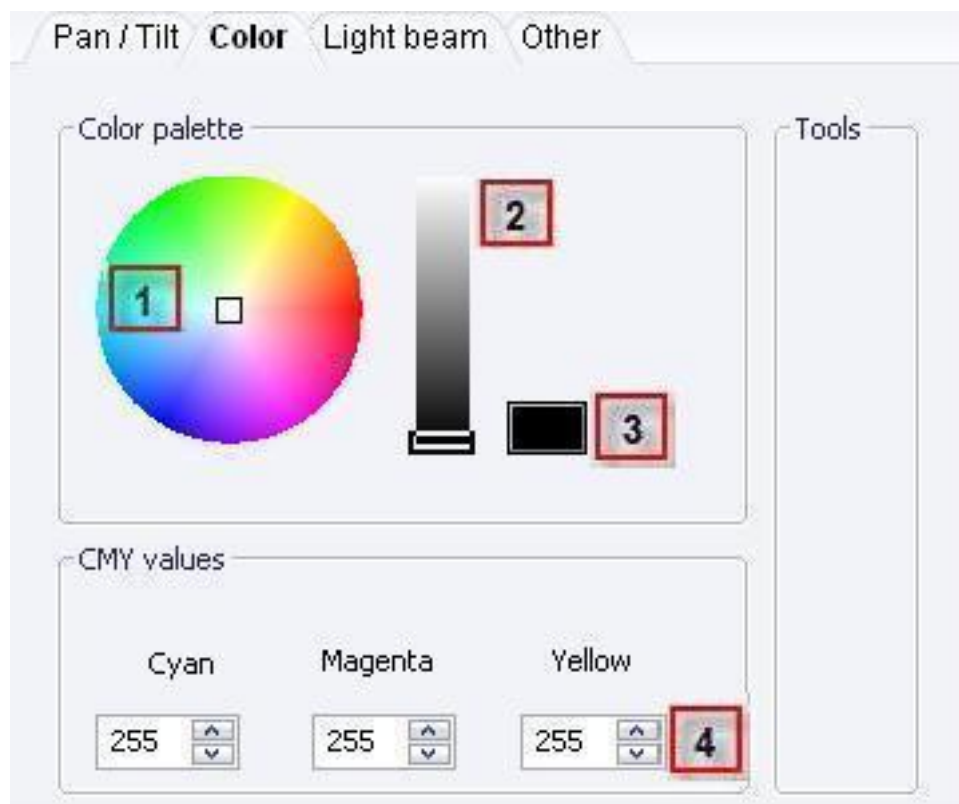 Pan / Tilt Color Light beam Other
Color palette Tools
2
1
3
CMY values
Cyan Magenta Yellow
255 255 255 4